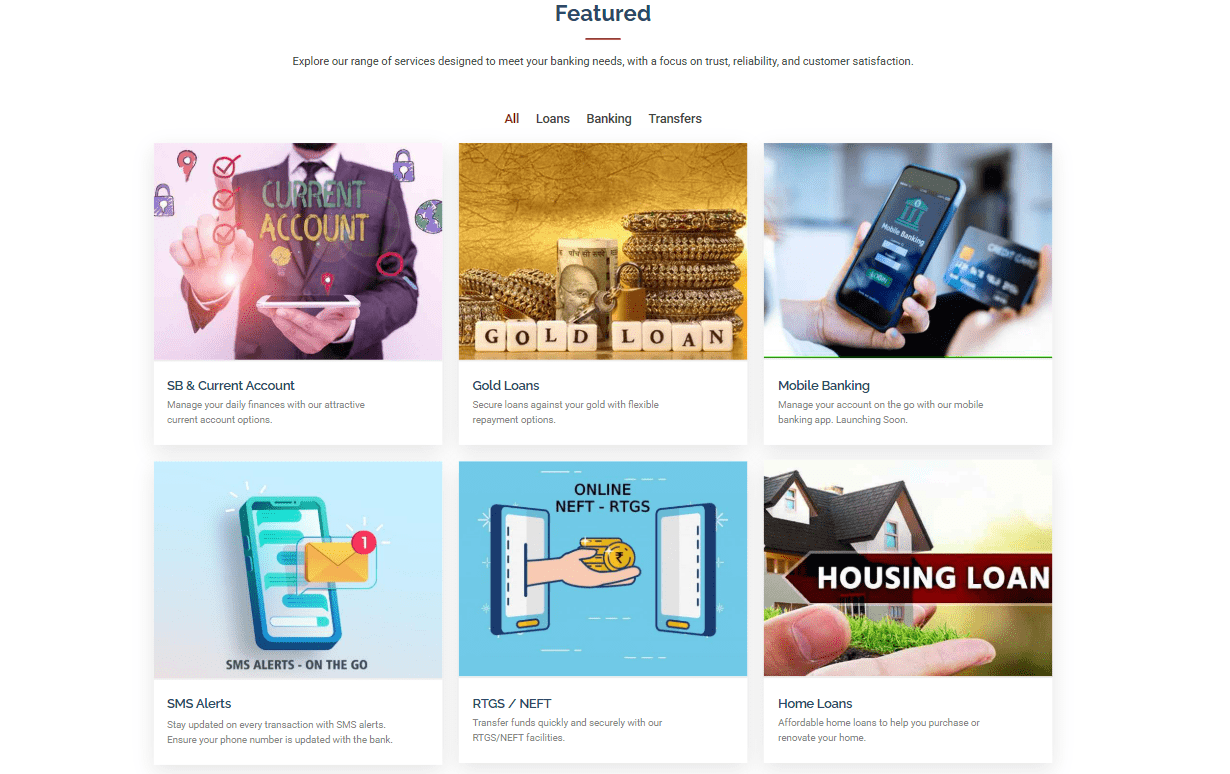 Featured
Explore our range of services designed to meet your banking needs, with a focus on trust, reliability, and customer satisfaction.
All Loans Banking Transfers
CURRENT
ACCOUNT
GOLD LOAN
Mobile Banking
LOGIN
CREDIT CARD
SB & Current Account
Manage your daily finances with our attractive
current account options.
Gold Loans
Secure loans against your gold with flexible
repayment options.
Mobile Banking
Manage your account on the go with our mobile
banking app. Launching Soon.
1
SMS ALERTS - ON THE GO
ONLINE
NEFT - RTGS
₹
HOUSING LOAN
SMS Alerts
Stay updated on every transaction with SMS alerts.
Ensure your phone number is updated with the bank.
RTGS / NEFT
Transfer funds quickly and securely with our
RTGS/NEFT facilities.
Home Loans
Affordable home loans to help you purchase or
renovate your home.